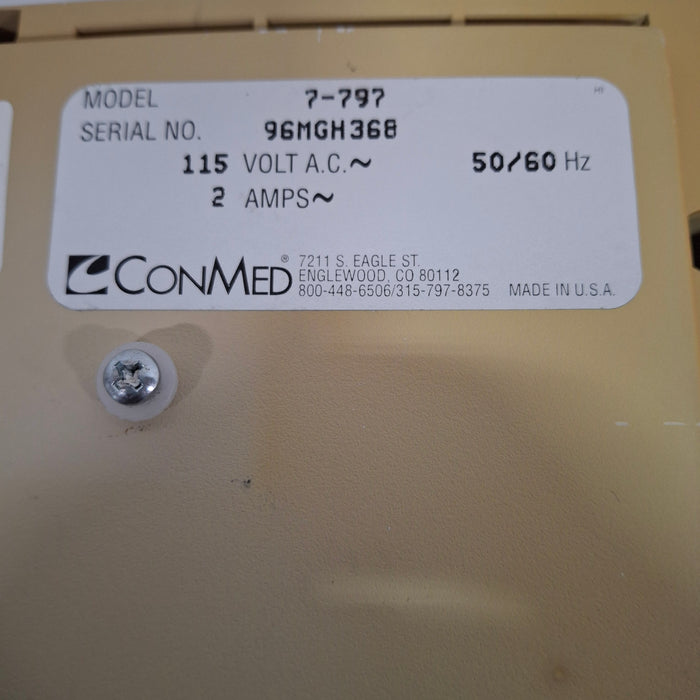 MODEL 7-797 HF
SERIAL NO. 96MGH368
115 VOLT A.C.~ 50/60 Hz
2 AMPS~
CONMED® 7211 S. EAGLE ST.
ENGLEWOOD, CO 80112
800-448-6506/315-797-8375 MADE IN U.S.A.